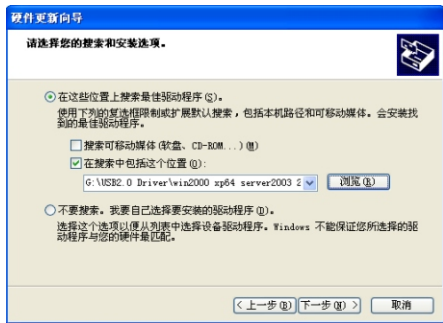 硬件更新向导
请选择您的搜索和安装选项。
在这些位置上搜索最佳驱动程序(S)。
使用下列的复选框限制或扩展默认搜索，包括本机路径和可移动媒体。会安装找
到的最佳驱动程序。
搜索可移动媒体(软盘、CD-ROM...)(M)
在搜索中包括这个位置(O):
G:\USB2.0 Driver\win2000 xp64 server2003 2
浏览(R)
不要搜索。我要自己选择要安装的驱动程序(D)。
选择这个选项以便从列表中选择设备驱动程序。Windows 不能保证您所选择的驱
动程序与您的硬件最匹配。
< 上一步(B) 下一步(N) > 取消